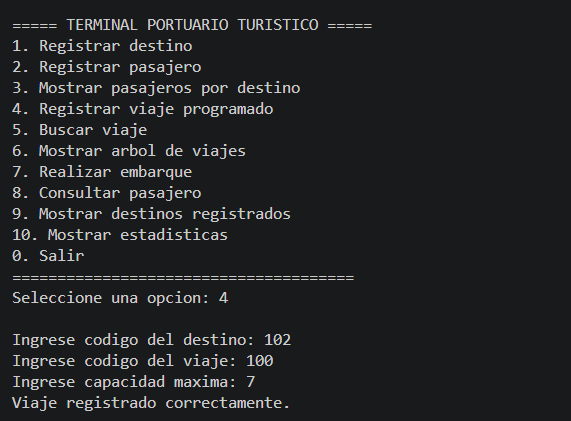 ===== TERMINAL PORTUARIO TURISTICO =====
1. Registrar destino
2. Registrar pasajero
3. Mostrar pasajeros por destino
4. Registrar viaje programado
5. Buscar viaje
6. Mostrar arbol de viajes
7. Realizar embarque
8. Consultar pasajero
9. Mostrar destinos registrados
10. Mostrar estadisticas
0. Salir
======================================
Seleccione una opcion: 4
Ingrese codigo del destino: 102
Ingrese codigo del viaje: 100
Ingrese capacidad maxima: 7
Viaje registrado correctamente.